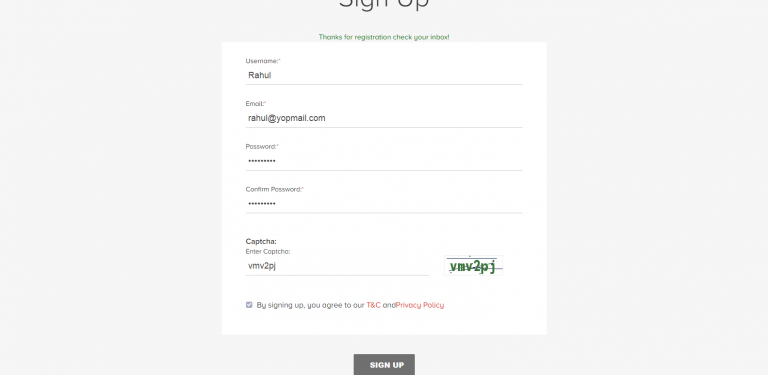 Sign Up
Thanks for registration check your inbox!
Username:*
Rahul
Email:*
rahul@yopmail.com
Password:*
•••••••••
Confirm Password:*
•••••••••
Captcha:
Enter Captcha:
vmv2pj vmv2pj
By signing up, you agree to our T&C andPrivacy Policy
SIGN UP